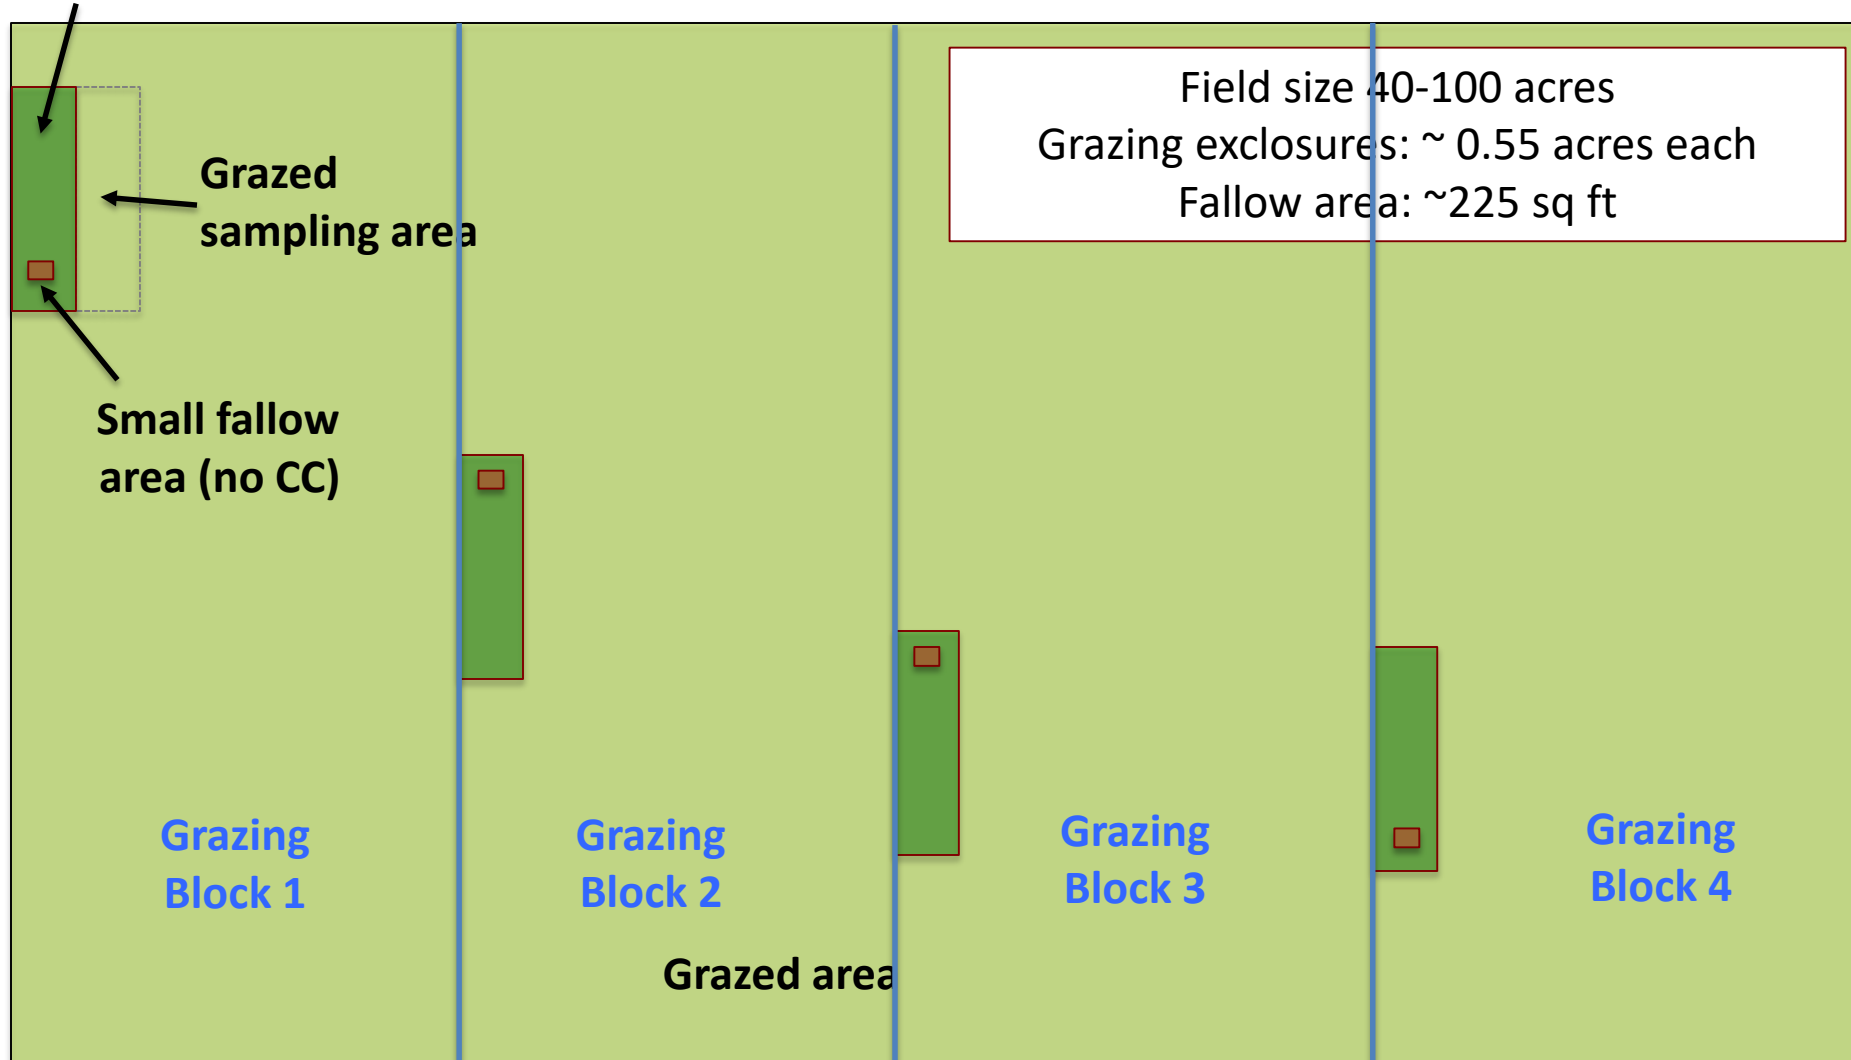 Field size 40-100 acres
Grazing exclosures: ~ 0.55 acres each
Fallow area: ~225 sq ft
Grazed
sampling area
Small fallow
area (no CC)
Grazing
Block 1
Grazing
Block 2
Grazing
Block 3
Grazing
Block 4
Grazed area